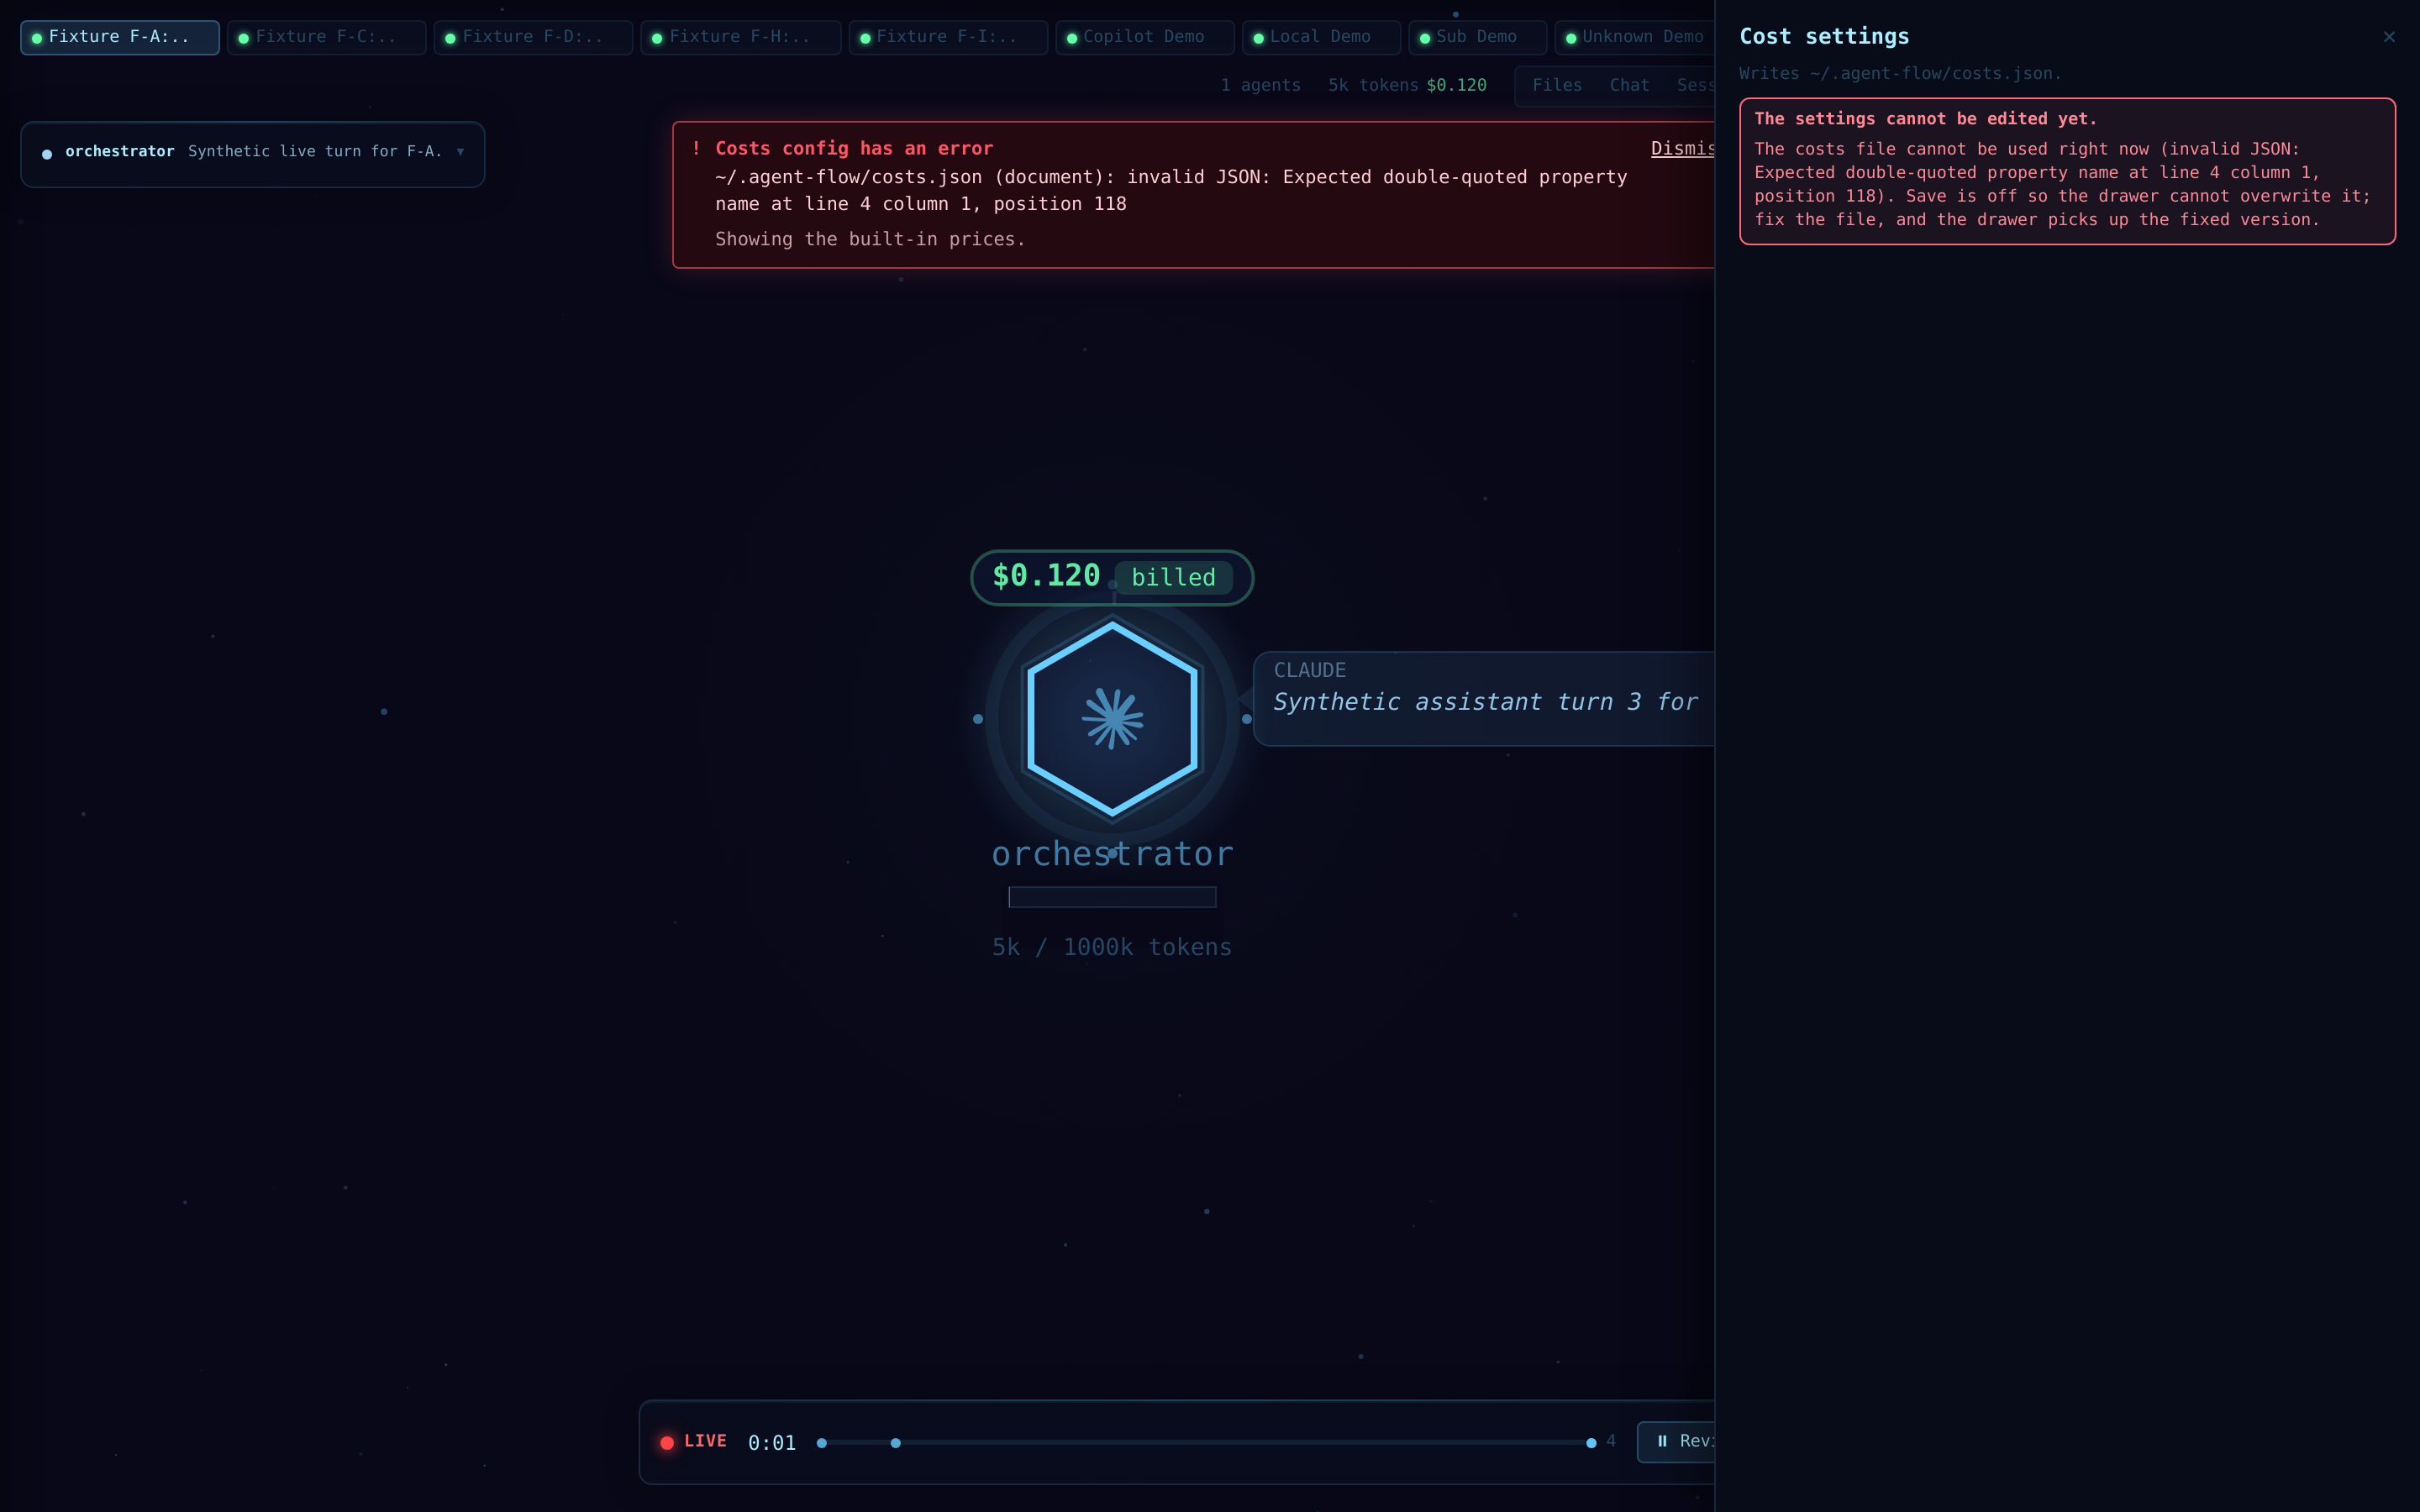 Fixture F-A:..
Fixture F-C:..
Fixture F-D:..
Fixture F-H:..
Fixture F-I:..
Copilot Demo
Local Demo
Sub Demo
Unknown Demo
1 agents 5k tokens $0.120
Files Chat Sess
orchestrator Synthetic live turn for F-A. ▼
! Costs config has an error
Dismis
~/.agent-flow/costs.json (document): invalid JSON: Expected double-quoted property
name at line 4 column 1, position 118
Showing the built-in prices.
$0.120 billed
CLAUDE
Synthetic assistant turn 3 for
orchestrator
5k / 1000k tokens
LIVE 0:01 4 Revi
Cost settings ×
Writes ~/.agent-flow/costs.json.
The settings cannot be edited yet.
The costs file cannot be used right now (invalid JSON:
Expected double-quoted property name at line 4 column 1,
position 118). Save is off so the drawer cannot overwrite it;
fix the file, and the drawer picks up the fixed version.